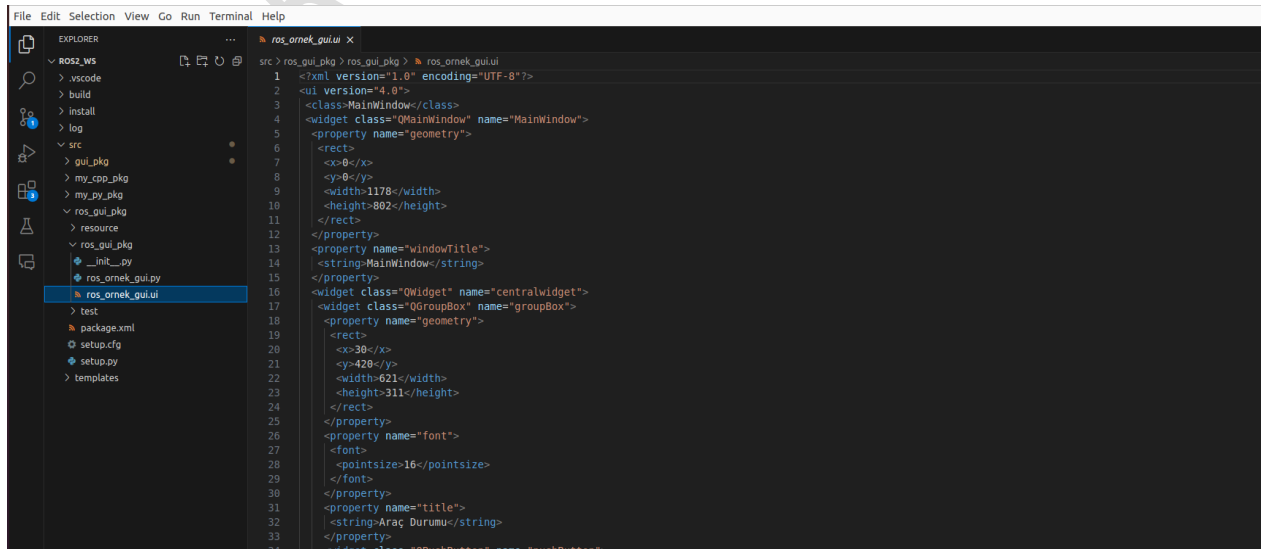 File Edit Selection View Go Run Terminal Help
EXPLORER
ROS2_WS
.vscode
build
install
log
src
gui_pkg
my_cpp_pkg
my_py_pkg
ros_gui_pkg
resource
ros_gui_pkg
__init__.py
ros_ornek_gui.py
ros_ornek_gui.ui
test
package.xml
setup.cfg
setup.py
templates
1
3
ros_ornek_gui.ui
src > ros_gui_pkg > ros_gui_pkg > ros_ornek_gui.ui
1 <?xml version="1.0" encoding="UTF-8"?>
2 <ui version="4.0">
3 <class>MainWindow</class>
4 <widget class="QMainWindow" name="MainWindow">
5 <property name="geometry">
6 <rect>
7 <x>0</x>
8 <y>0</y>
9 <width>1178</width>
10 <height>802</height>
11 </rect>
12 </property>
13 <property name="windowTitle">
14 <string>MainWindow</string>
15 </property>
16 <widget class="QWidget" name="centralwidget">
17 <widget class="QGroupBox" name="groupBox">
18 <property name="geometry">
19 <rect>
20 <x>30</x>
21 <y>420</y>
22 <width>621</width>
23 <height>311</height>
24 </rect>
25 </property>
26 <property name="font">
27 <font>
28 <pointsize>16</pointsize>
29 </font>
30 </property>
31 <property name="title">
32 <string>Araç Durumu</string>
33 </property>